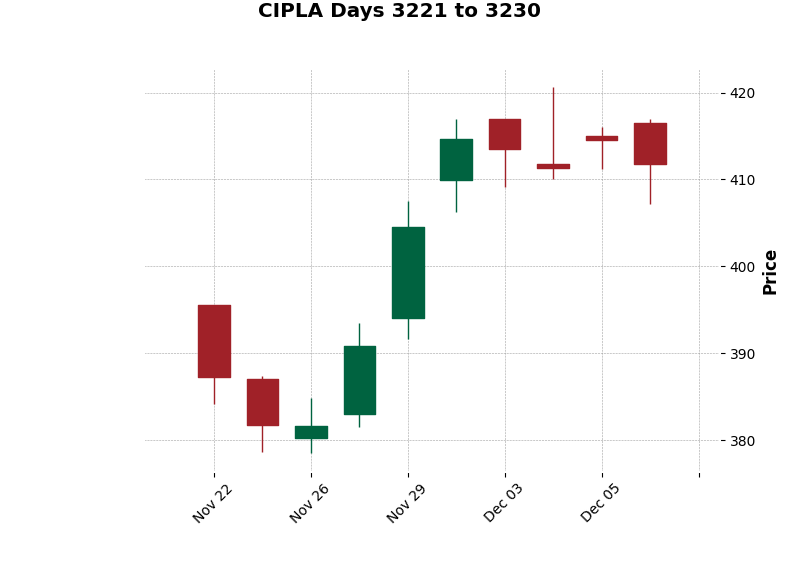 CIPLA Days 3221 to 3230
420
410
400
390
380
Price
Nov 22
Nov 26
Nov 29
Dec 03
Dec 05